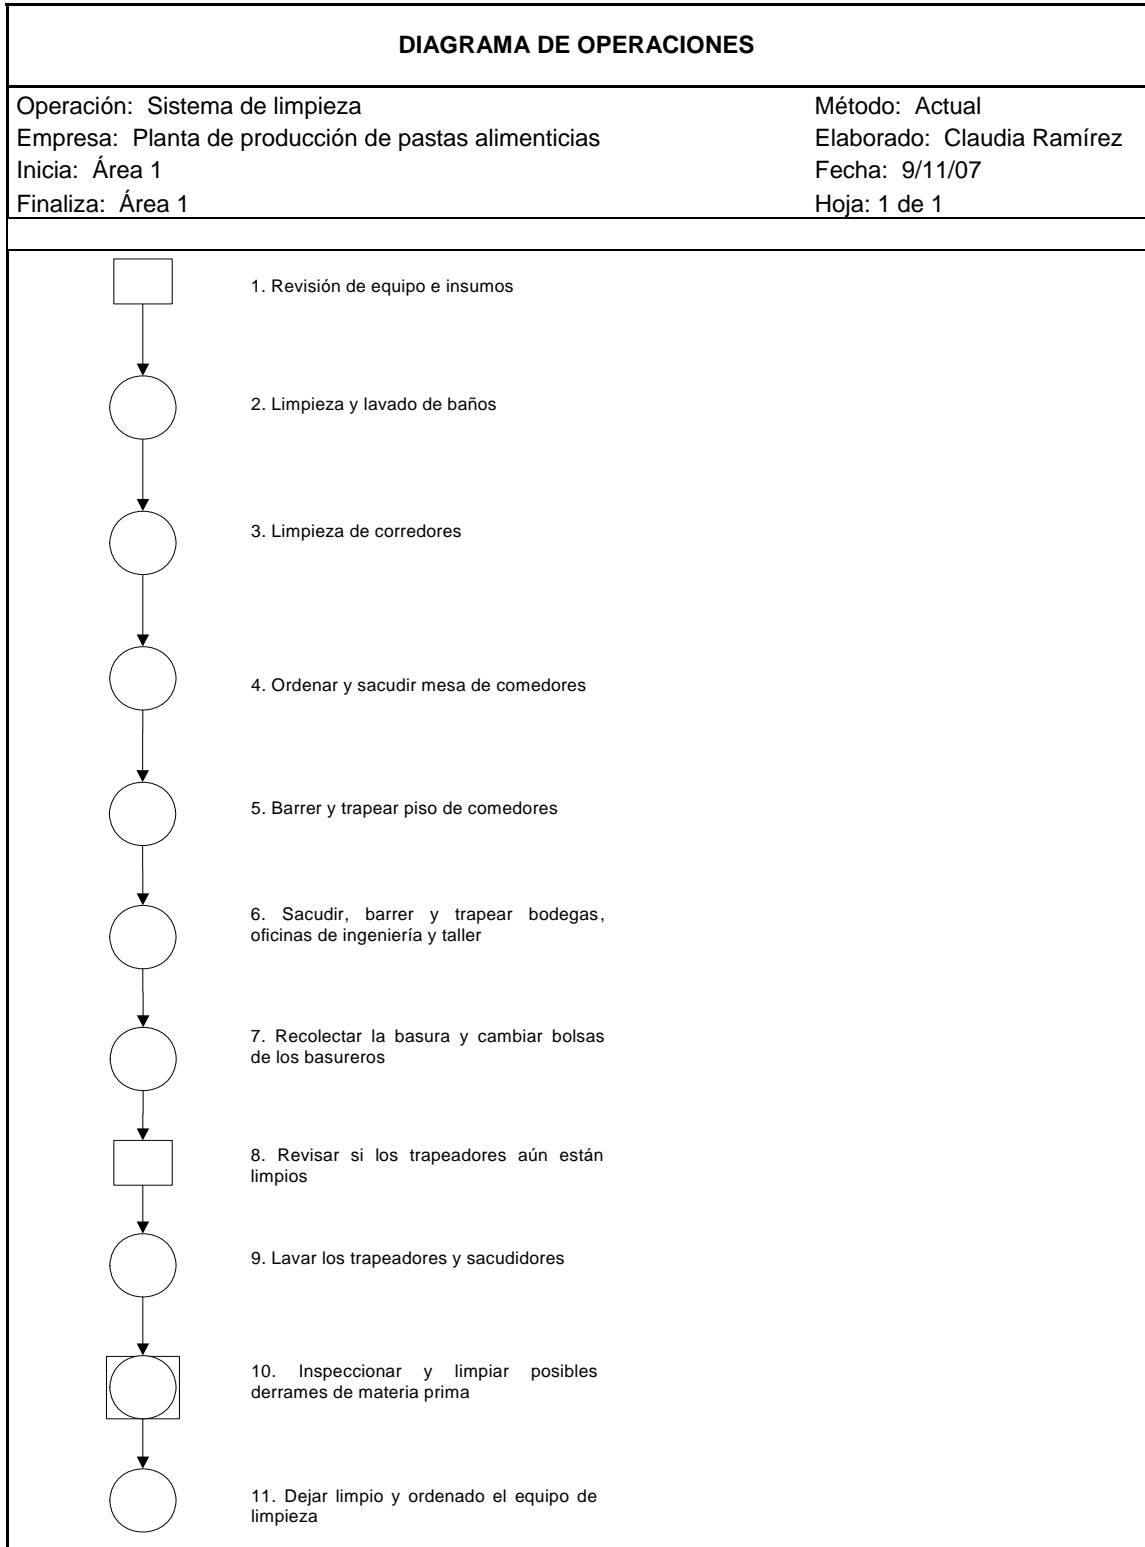 DIAGRAMA DE OPERACIONES
Operación: Sistema de limpieza
Método: Actual
Empresa: Planta de producción de pastas alimenticias
Elaborado: Claudia Ramírez
Inicia: Área 1
Fecha: 9/11/07
Finaliza: Área 1
Hoja: 1 de 1
1. Revisión de equipo e insumos
2. Limpieza y lavado de baños
3. Limpieza de corredores
4. Ordenar y sacudir mesa de comedores
5. Barrer y trapear piso de comedores
6. Sacudir, barrer y trapear bodegas,
oficinas de ingeniería y taller
7. Recolectar la basura y cambiar bolsas
de los basureros
8. Revisar si los trapeadores aún están
limpios
9. Lavar los trapeadores y sacudidores
10. Inspeccionar y limpiar posibles
derrames de materia prima
11. Dejar limpio y ordenado el equipo de
limpieza